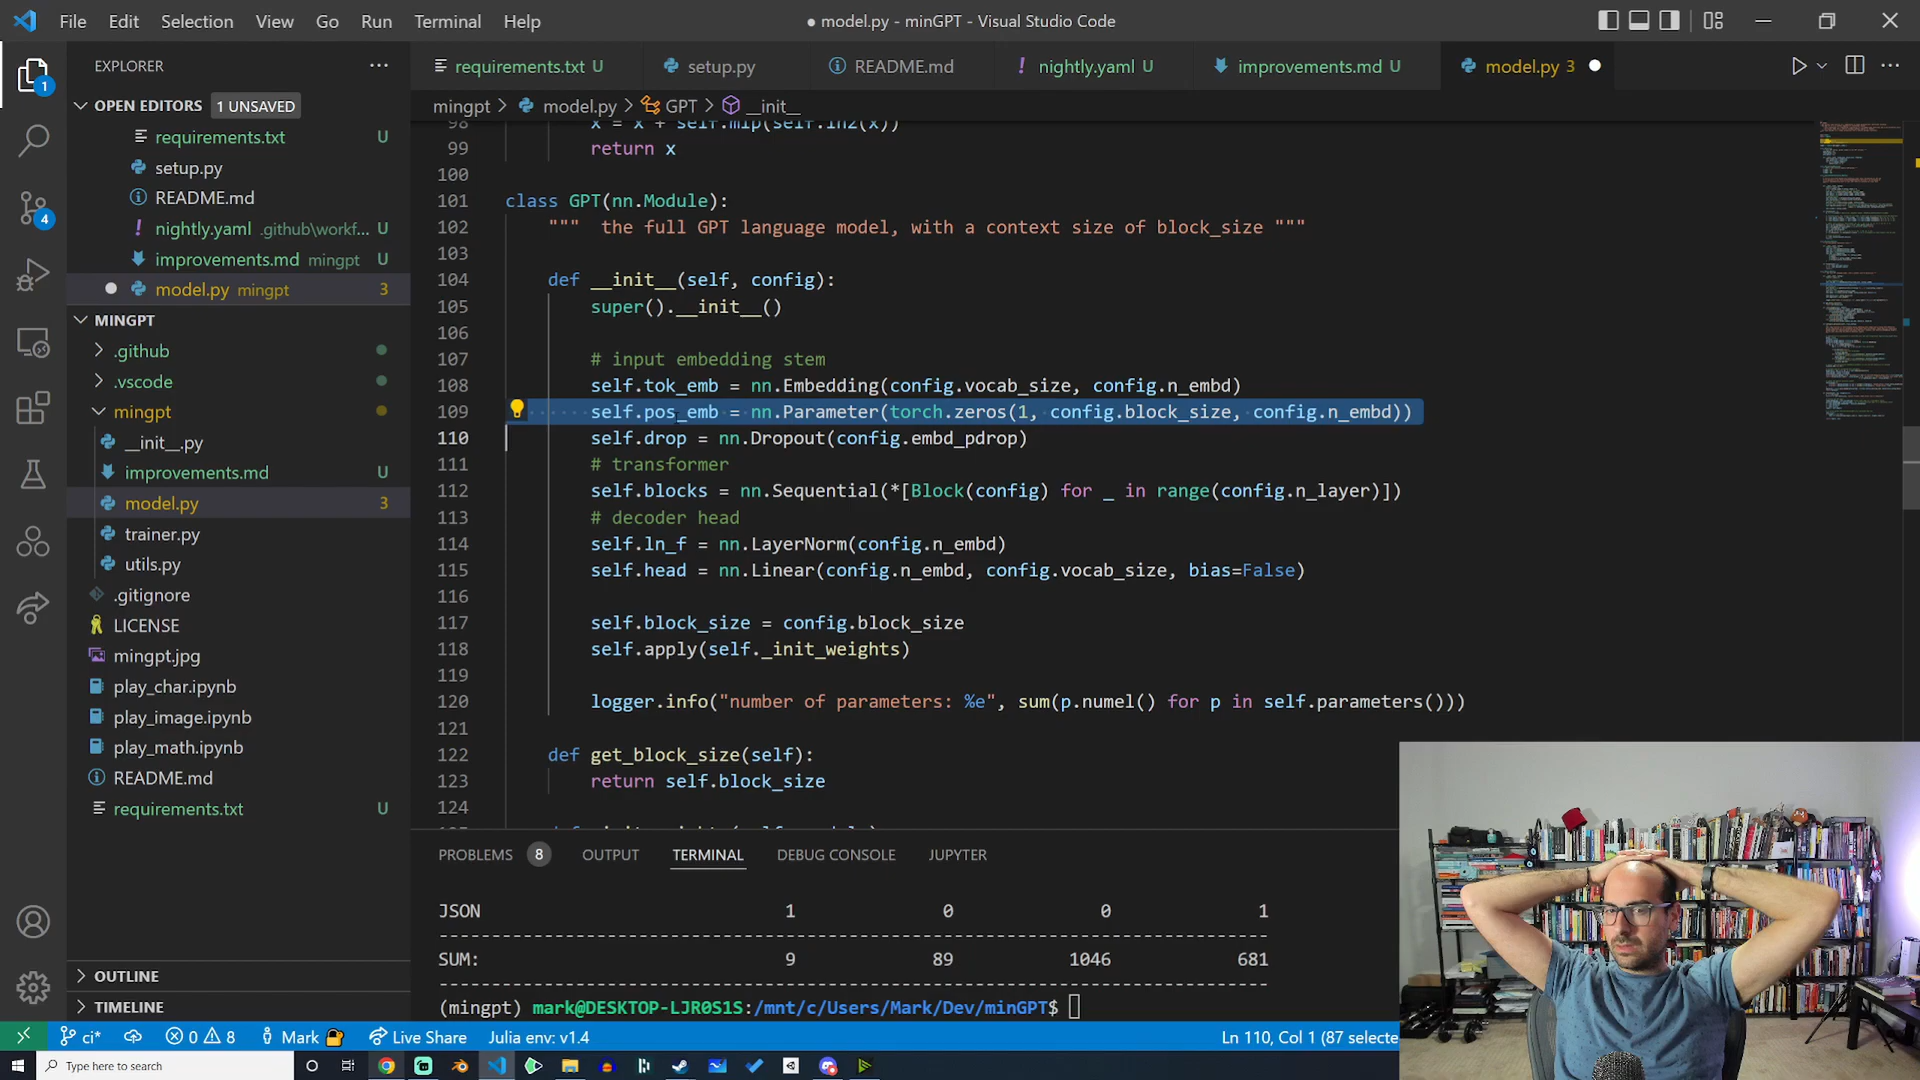 File Edit Selection View Go Run Terminal Help
● model.py - minGPT - Visual Studio Code
EXPLORER
OPEN EDITORS 1 UNSAVED
requirements.txt U
setup.py
README.md
nightly.yaml .github\workf... U
improvements.md mingpt U
model.py mingpt 3
MINGPT
.github
.vscode
mingpt
__init__.py
improvements.md U
model.py 3
trainer.py
utils.py
.gitignore
LICENSE
mingpt.jpg
play_char.ipynb
play_image.ipynb
play_math.ipynb
README.md
requirements.txt U
OUTLINE
TIMELINE
1
4
requirements.txt U setup.py README.md nightly.yaml U improvements.md U model.py 3
mingpt > model.py > GPT > __init__
98 x = x + self.mlp(self.ln2(x))
99 return x
100
101 class GPT(nn.Module):
102 """  the full GPT language model, with a context size of block_size """
103
104 def __init__(self, config):
105 super().__init__()
106
107 # input embedding stem
108 self.tok_emb = nn.Embedding(config.vocab_size, config.n_embd)
109 self.pos_emb = nn.Parameter(torch.zeros(1, config.block_size, config.n_embd))
110 self.drop = nn.Dropout(config.embd_pdrop)
111 # transformer
112 self.blocks = nn.Sequential(*[Block(config) for _ in range(config.n_layer)])
113 # decoder head
114 self.ln_f = nn.LayerNorm(config.n_embd)
115 self.head = nn.Linear(config.n_embd, config.vocab_size, bias=False)
116
117 self.block_size = config.block_size
118 self.apply(self._init_weights)
119
120 logger.info("number of parameters: %e", sum(p.numel() for p in self.parameters()))
121
122 def get_block_size(self):
123 return self.block_size
124
PROBLEMS 8 OUTPUT TERMINAL DEBUG CONSOLE JUPYTER
JSON 1 0 0 1
-------------------------------------------------------------------------------
SUM: 9 89 1046 681
-------------------------------------------------------------------------------
(mingpt) mark@DESKTOP-LJR0S1S:/mnt/c/Users/Mark/Dev/minGPT$
ci* 0 8 Mark Live Share Julia env: v1.4 Ln 110, Col 1 (87 selecte
Type here to search